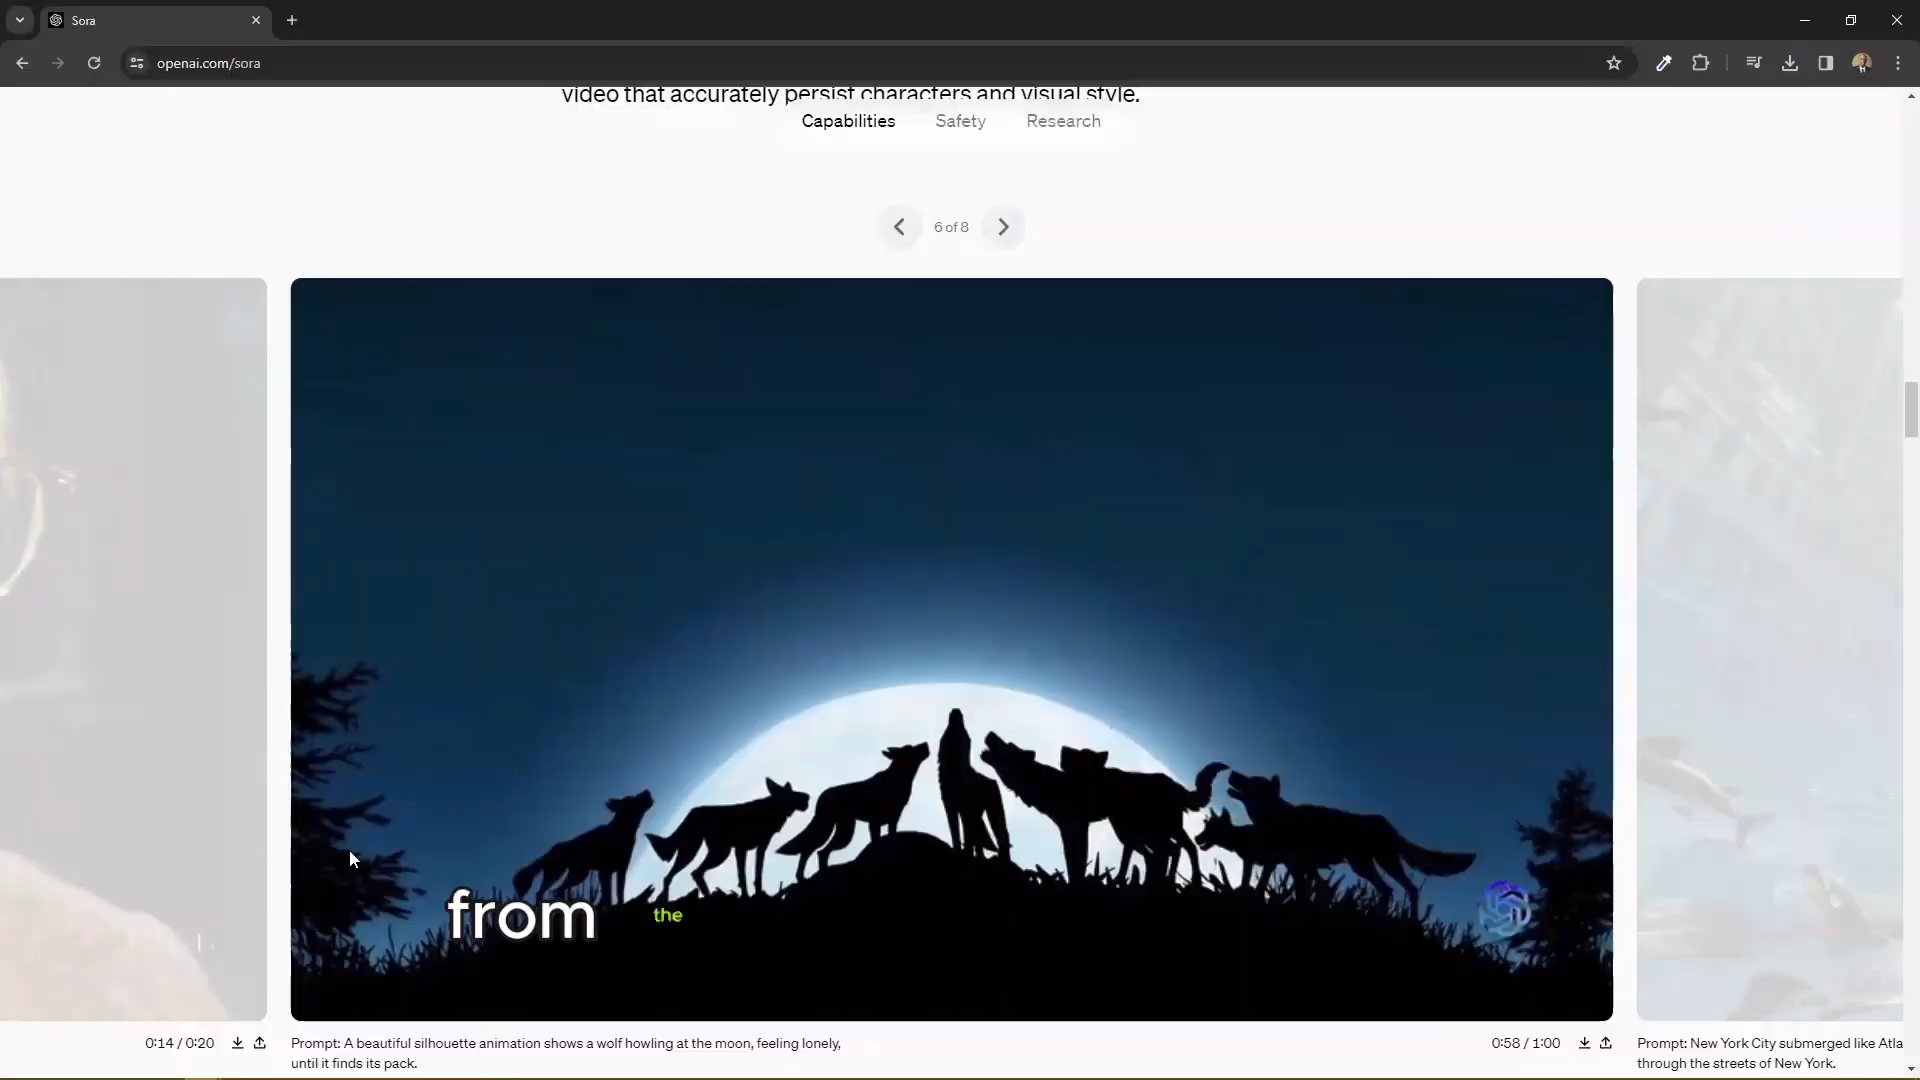 Sora
openai.com/sora
video that accurately persist characters and visual style.
Capabilities
Safety
Research
6 of 8
from the
0:14 / 0:20
Prompt: A beautiful silhouette animation shows a wolf howling at the moon, feeling lonely,
until it finds its pack.
0:58 / 1:00
Prompt: New York City submerged like Atla
through the streets of New York.